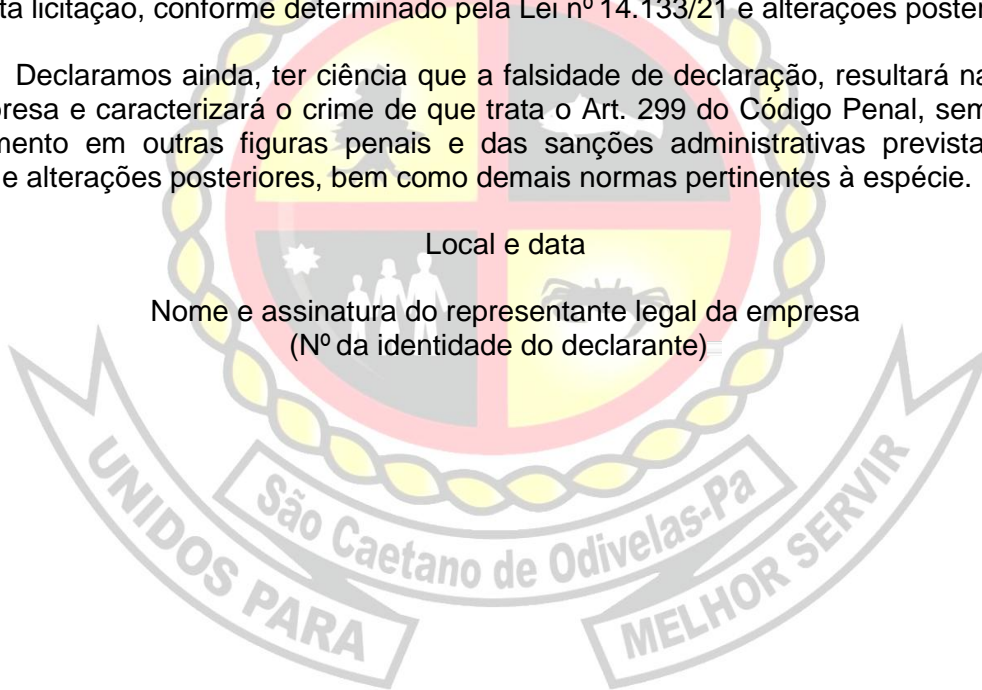 ta licitação, conforme determinado pela Lei nº 14.133/21 e alterações poster
Declaramos ainda, ter ciência que a falsidade de declaração, resultará na
presa e caracterizará o crime de que trata o Art. 299 do Código Penal, sem
mento em outras figuras penais e das sanções administrativas prevista
e alterações posteriores, bem como demais normas pertinentes à espécie.
Local e data
Nome e assinatura do representante legal da empresa
(Nº da identidade do declarante)
São Caetano de Odivelas-Pa
UNIDOS PARA MELHOR SERVIR